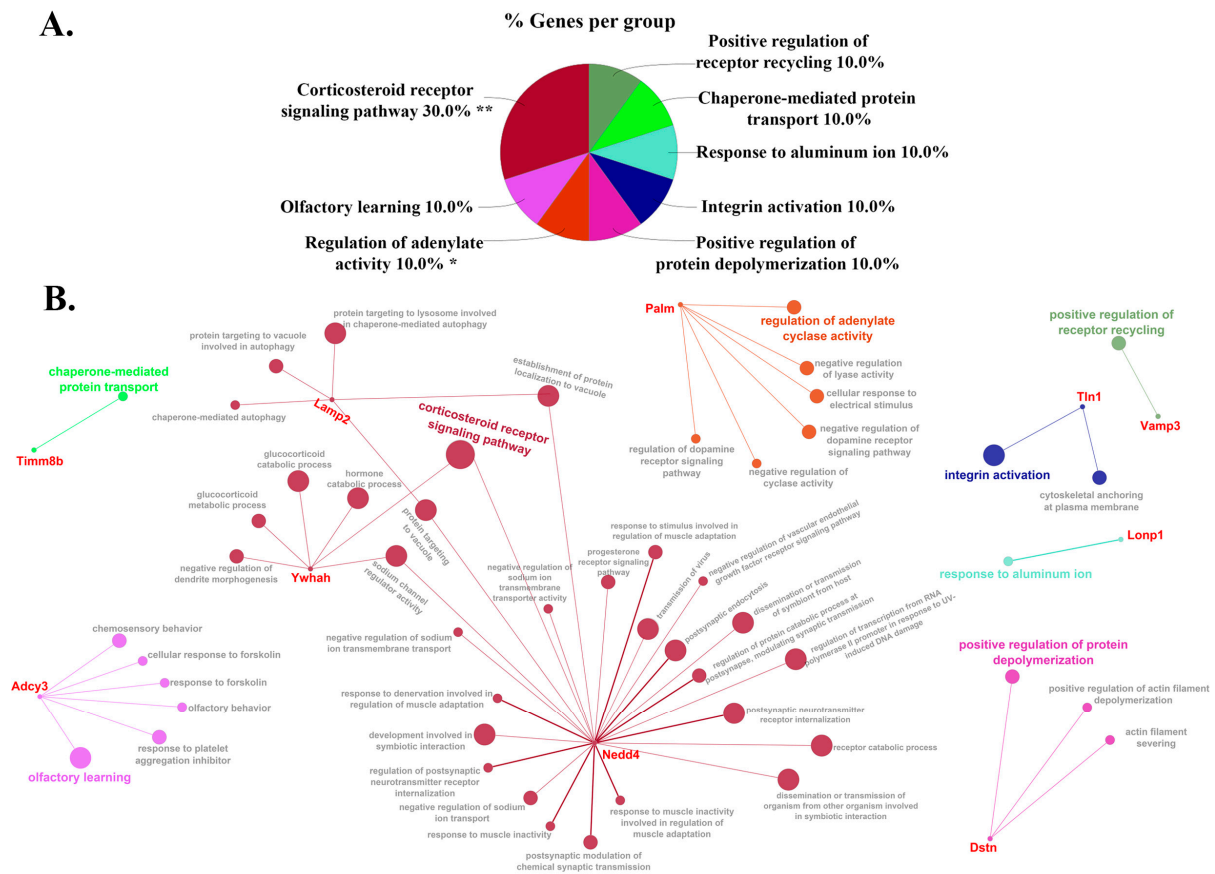 A.
% Genes per group
Positive regulation of
receptor recycling 10.0%
Corticosteroid receptor
signaling pathway 30.0% **
Chaperone-mediated protein
transport 10.0%
Response to aluminum ion 10.0%
Olfactory learning 10.0%
Integrin activation 10.0%
Regulation of adenylate
activity 10.0% *
Positive regulation of
protein depolymerization 10.0%
B.
chaperone-mediated
protein transport
Timm8b
protein targeting to vacuole
involved in autophagy
protein targeting to lysosome involved
in chaperone-mediated autophagy
chaperone-mediated autophagy
Lamp2
establishment of protein
localization to vacuole
corticosteroid receptor
signaling pathway
glucocorticoid
catabolic process
hormone
catabolic process
glucocorticoid
metabolic process
negative regulation of
dendrite morphogenesis
Ywhah
protein targeting
to vacuole
sodium channel
regulator activity
negative regulation of
sodium ion
transmembrane
transporter activity
progesterone
receptor signaling
pathway
response to stimulus involved in
regulation of muscle adaptation
transmission of virus
negative regulation of vascular endothelial
growth factor receptor signaling pathway
postsynaptic endocytosis
dissemination or transmission
of symbiont from host
regulation of protein catabolic process at
postsynapse, modulating synaptic transmission
regulation of transcription from RNA
polymerase II promoter in response to UV-
induced DNA damage
negative regulation of sodium
ion transmembrane transport
response to denervation involved in
regulation of muscle adaptation
development involved in
symbiotic interaction
regulation of postsynaptic
neurotransmitter receptor
internalization
negative regulation of sodium
ion transport
response to muscle inactivity
postsynaptic modulation of
chemical synaptic transmission
response to muscle inactivity
involved in regulation of
muscle adaptation
Nedd4
postsynaptic neurotransmitter
receptor internalization
receptor catabolic process
dissemination or transmission of
organism from other organism involved
in symbiotic interaction
Palm
regulation of adenylate
cyclase activity
negative regulation
of lyase activity
cellular response to
electrical stimulus
negative regulation of
dopamine receptor
signaling pathway
regulation of dopamine
receptor signaling
pathway
negative regulation of
cyclase activity
positive regulation of
receptor recycling
Vamp3
Tln1
integrin activation
cytoskeletal anchoring
at plasma membrane
Lonp1
response to aluminum ion
chemosensory behavior
cellular response to forskolin
Adcy3
response to forskolin
olfactory behavior
response to platelet
aggregation inhibitor
olfactory learning
positive regulation of protein
depolymerization
positive regulation of actin filament
depolymerization
actin filament
severing
Dstn